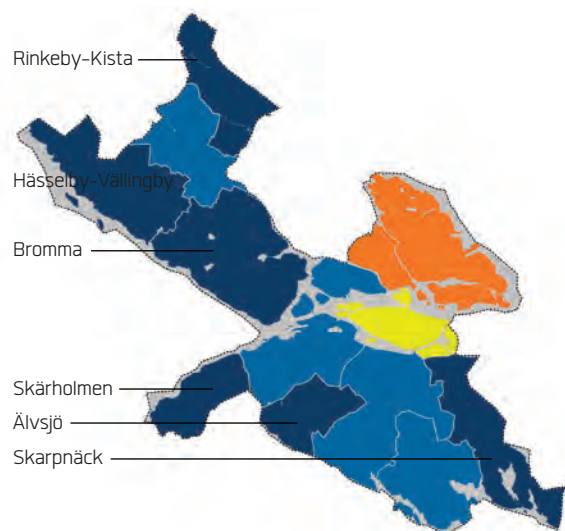 Rinkeby-Kista
Hässelby-Vällingby
Bromma
Skärholmen
Älvsjö
Skarpnäck